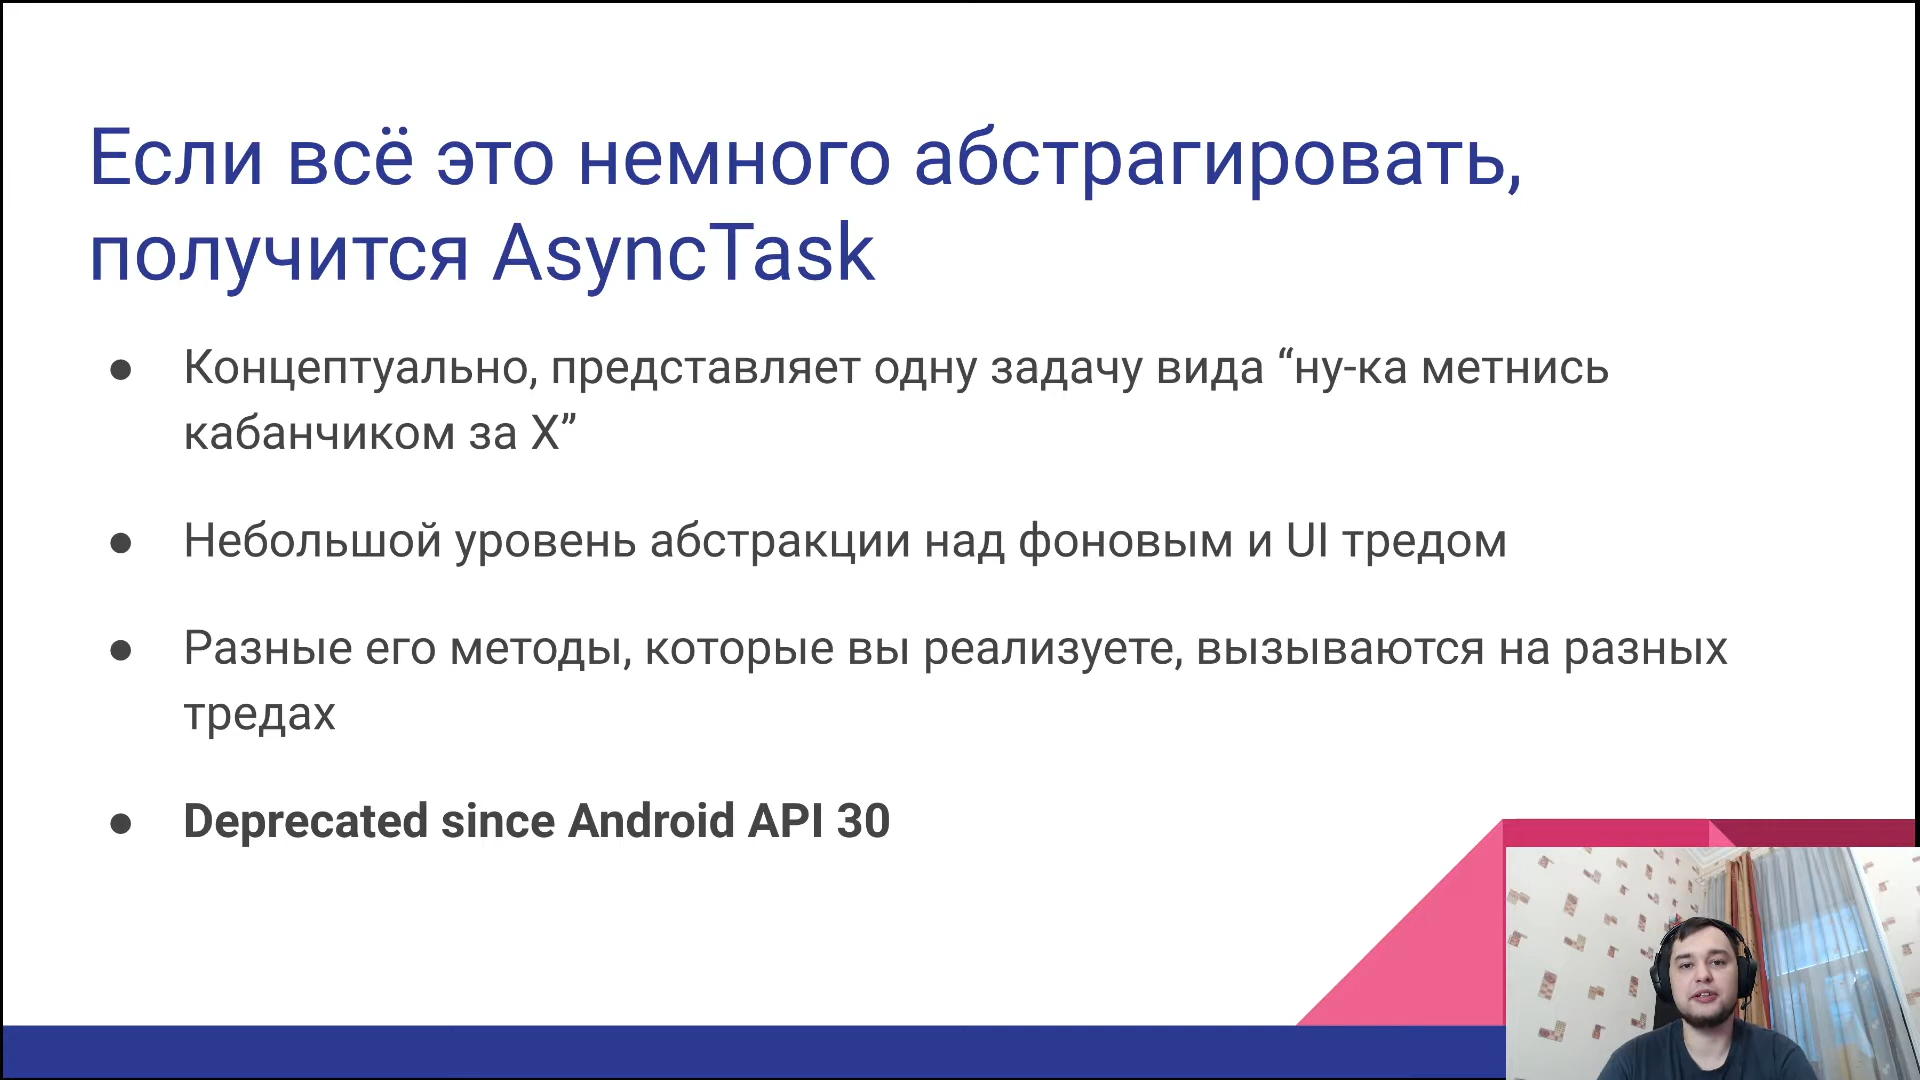 Если всё это немного абстрагировать,
получится AsyncTask
● Концептуально, представляет одну задачу вида “ну-ка метнись
кабанчиком за X”
● Небольшой уровень абстракции над фоновым и UI тредом
● Разные его методы, которые вы реализуете, вызываются на разных
тредах
● Deprecated since Android API 30